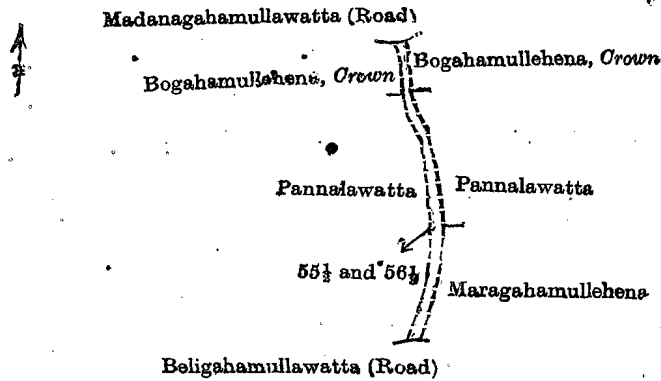 Madanagahamullawatta (Road)
Bogahamullehena, Crown
Bogahamullehena, Crown
Pannalawatta
Pannalawatta
55½ and 56½
Maragahamullehena
Beligahamullawatta (Road)